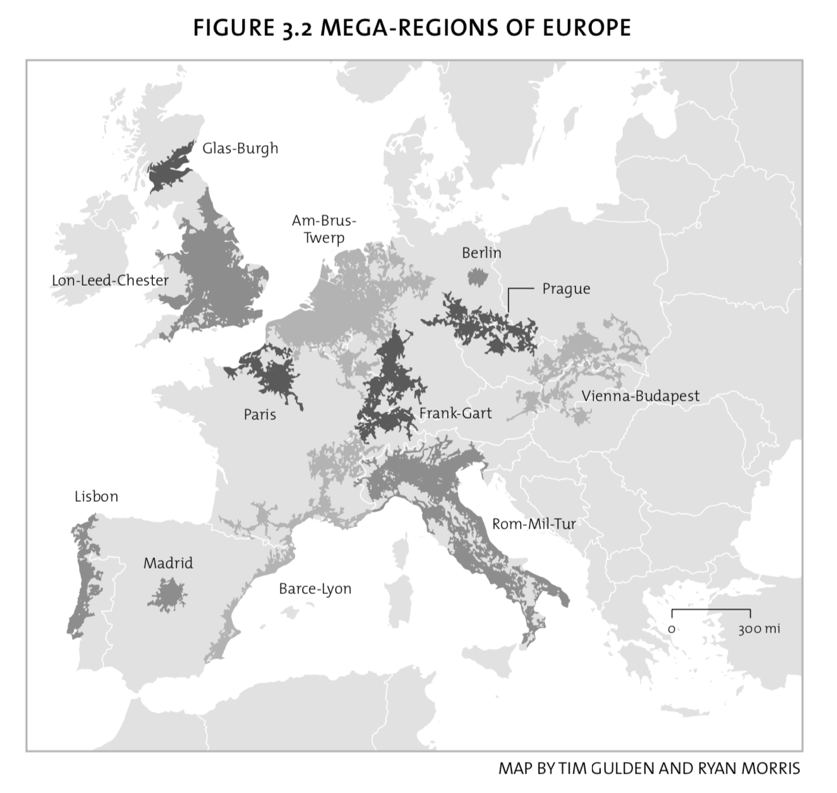 FIGURE 3.2 MEGA-REGIONS OF EUROPE
Glas-Burgh
Am-Brus-
Twerp
Berlin
Lon-Leed-Chester
Prague
Vienna-Budapest
Paris
Frank-Gart
Lisbon
Rom-Mil-Tur
Madrid
Barce-Lyon
0 300 mi
MAP BY TIM GULDEN AND RYAN MORRIS